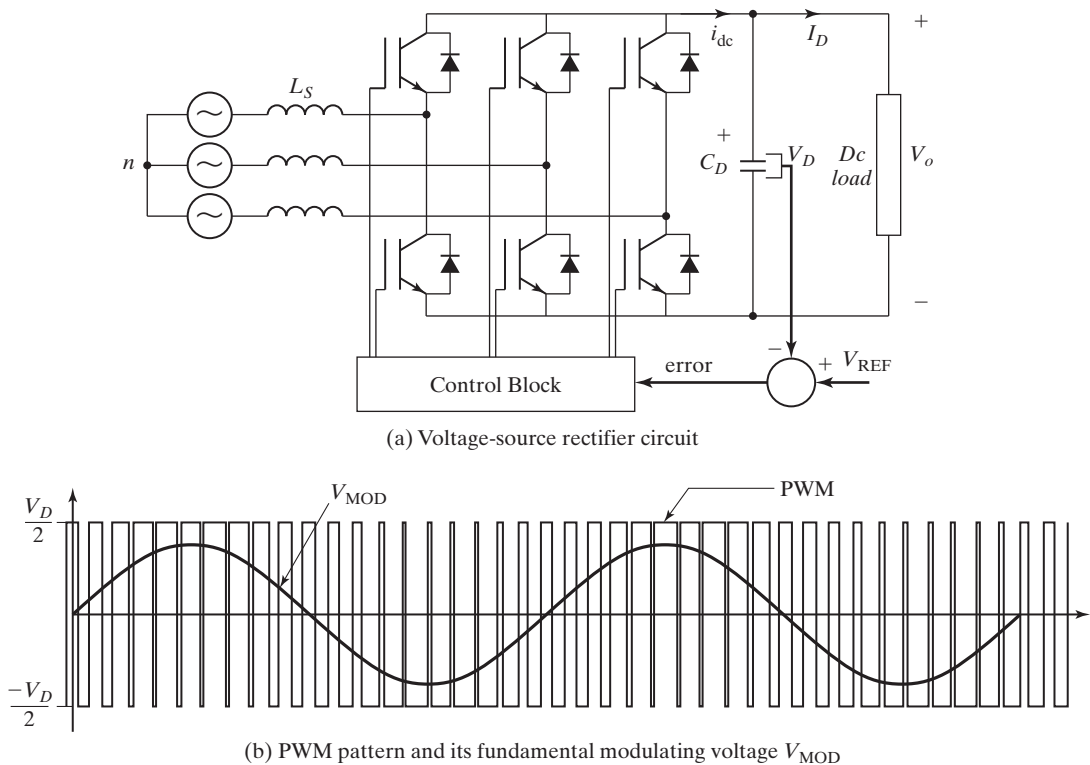 i_dc
I_D
+
L_S
n
+
C_D
V_D
Dc
load
V_o
−
−
+
V_REF
error
Control Block
(a) Voltage-source rectifier circuit
V_D
2
V_MOD
PWM
−V_D
2
(b) PWM pattern and its fundamental modulating voltage V_MOD